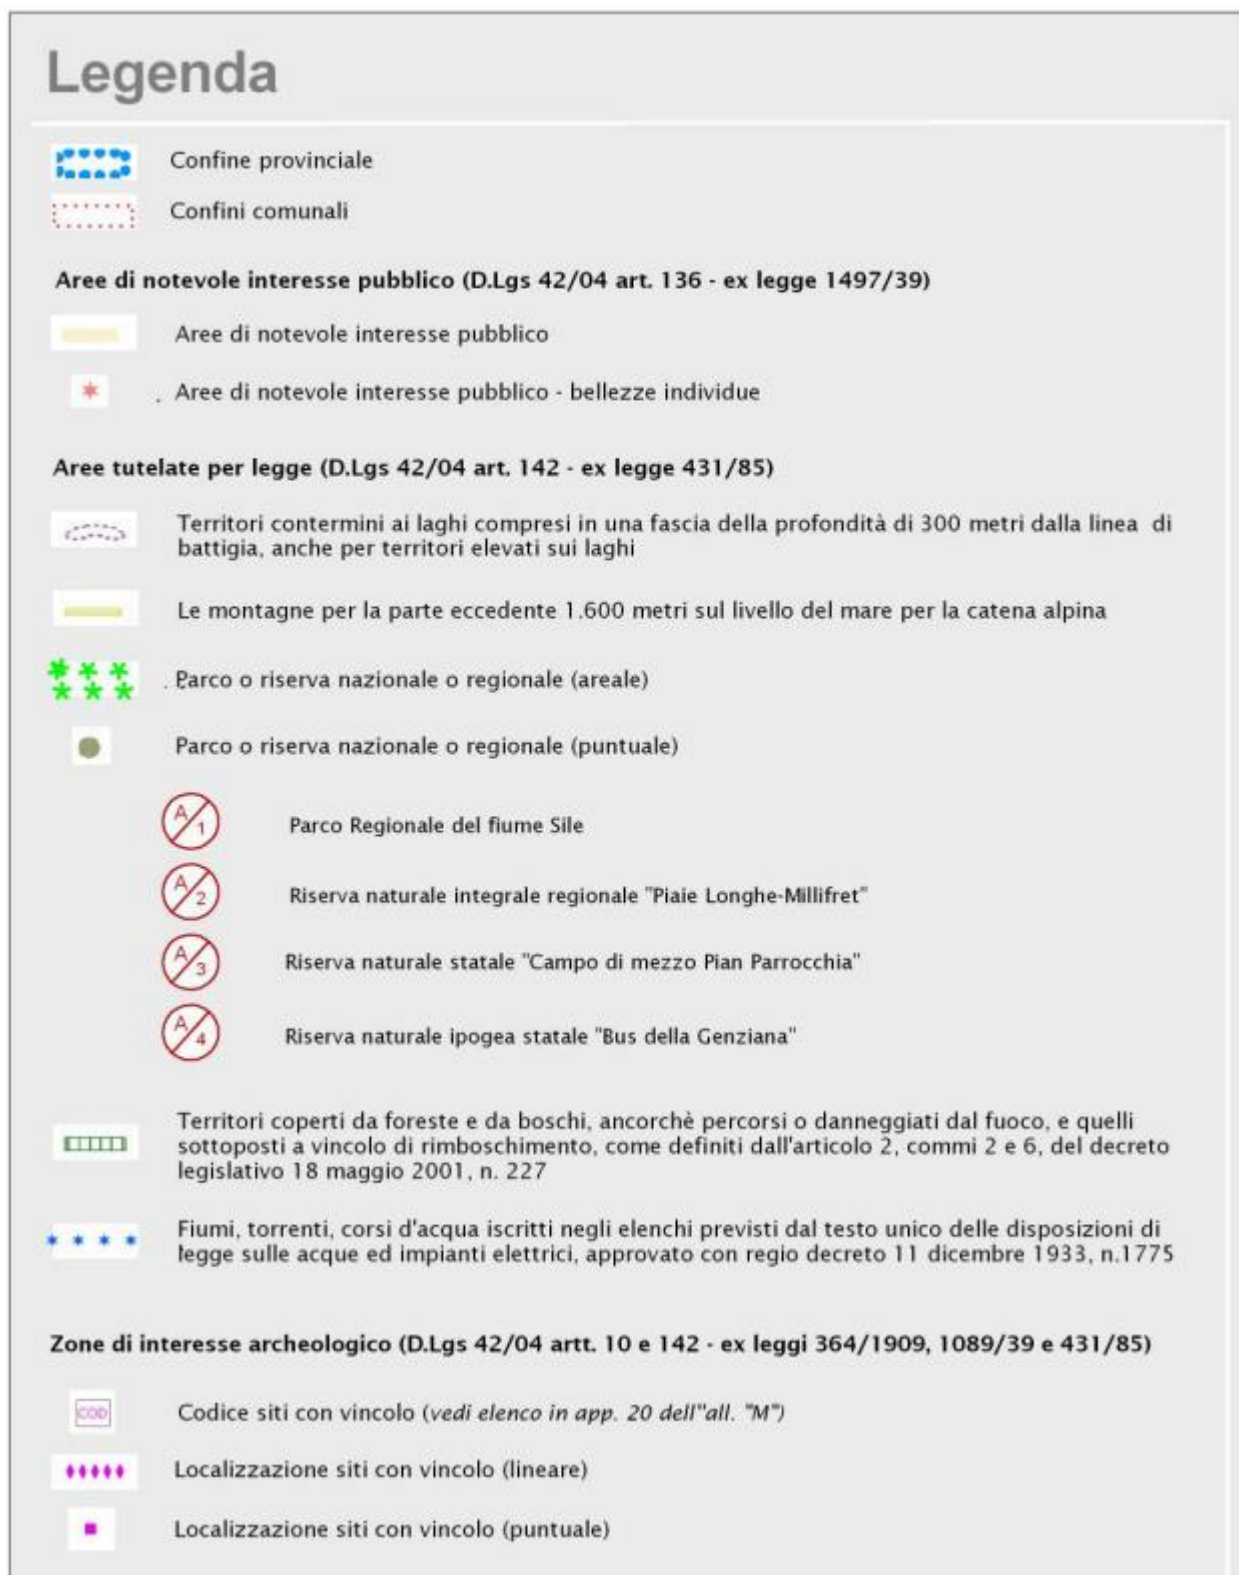 Legenda
Confine provinciale
Confini comunali
Aree di notevole interesse pubblico (D.Lgs 42/04 art. 136 - ex legge 1497/39)
Aree di notevole interesse pubblico
. Aree di notevole interesse pubblico - bellezze individue
Aree tutelate per legge (D.Lgs 42/04 art. 142 - ex legge 431/85)
Territori contermini ai laghi compresi in una fascia della profondità di 300 metri dalla linea di
battigia, anche per territori elevati sui laghi
Le montagne per la parte eccedente 1.600 metri sul livello del mare per la catena alpina
. Parco o riserva nazionale o regionale (areale)
Parco o riserva nazionale o regionale (puntuale)
A/1 Parco Regionale del fiume Sile
A/2 Riserva naturale integrale regionale "Piaie Longhe-Millifret"
A/3 Riserva naturale statale "Campo di mezzo Pian Parrocchia"
A/4 Riserva naturale ipogea statale "Bus della Genziana"
Territori coperti da foreste e da boschi, ancorchè percorsi o danneggiati dal fuoco, e quelli
sottoposti a vincolo di rimboschimento, come definiti dall'articolo 2, commi 2 e 6, del decreto
legislativo 18 maggio 2001, n. 227
Fiumi, torrenti, corsi d'acqua iscritti negli elenchi previsti dal testo unico delle disposizioni di
legge sulle acque ed impianti elettrici, approvato con regio decreto 11 dicembre 1933, n.1775
Zone di interesse archeologico (D.Lgs 42/04 artt. 10 e 142 - ex leggi 364/1909, 1089/39 e 431/85)
COD Codice siti con vincolo (vedi elenco in app. 20 dell''all. "M")
Localizzazione siti con vincolo (lineare)
Localizzazione siti con vincolo (puntuale)